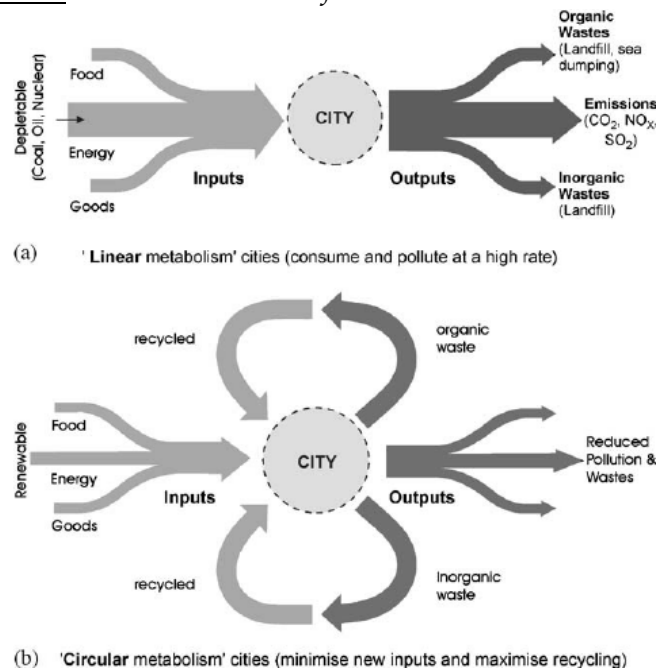 Depletable
(Coal, Oil, Nuclear)
Food
Energy
Goods
Inputs
CITY
Outputs
Organic
Wastes
(Landfill, sea
dumping)
Emissions
(CO₂, NOₓ,
SO₂)
Inorganic
Wastes
(Landfill)
(a) ' Linear metabolism' cities (consume and pollute at a high rate)
recycled
organic
waste
Renewable
Food
Energy
Goods
Inputs
CITY
Outputs
Reduced
Pollution &
Wastes
recycled
Inorganic
waste
(b) 'Circular metabolism' cities (minimise new inputs and maximise recycling)